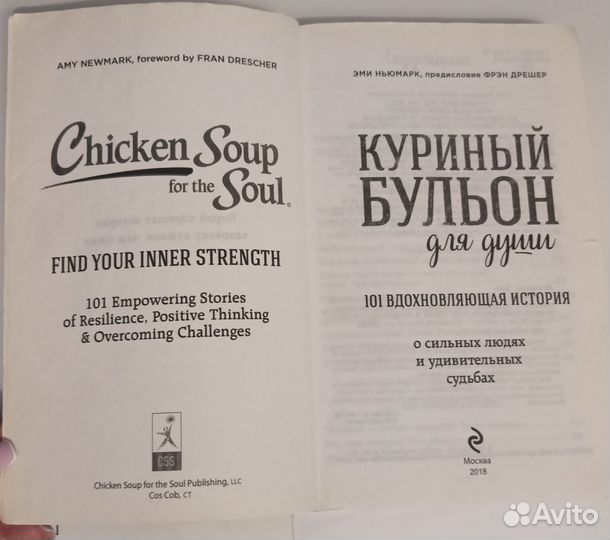 AMY NEWMARK, foreword by FRAN DRESCHER
Chicken Soup
for the Soul®
FIND YOUR INNER STRENGTH
101 Empowering Stories
of Resilience, Positive Thinking
& Overcoming Challenges
CSS
Chicken Soup for the Soul Publishing, LLC
Cos Cob, CT
ЭМИ НЬЮМАРК, предисловие ФРЭН ДРЕШЕР
КУРИНЫЙ
БУЛЬОН
для души
101 ВДОХНОВЛЯЮЩАЯ ИСТОРИЯ
о сильных людях
и удивительных
судьбах
Москва
2018
Avito